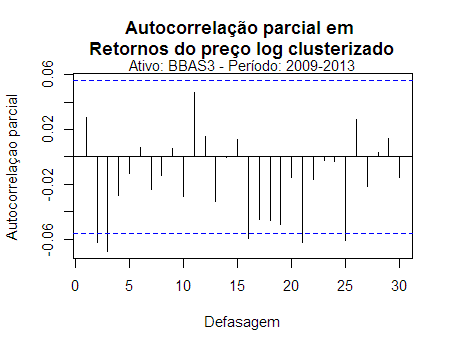 Autocorrelação parcial em
Retornos do preço log clusterizado
Ativo: BBAS3 - Período: 2009-2013
Autocorrelaçao parcial
0.06
0.02
-0.02
-0.06
0 5 10 15 20 25 30
Defasagem